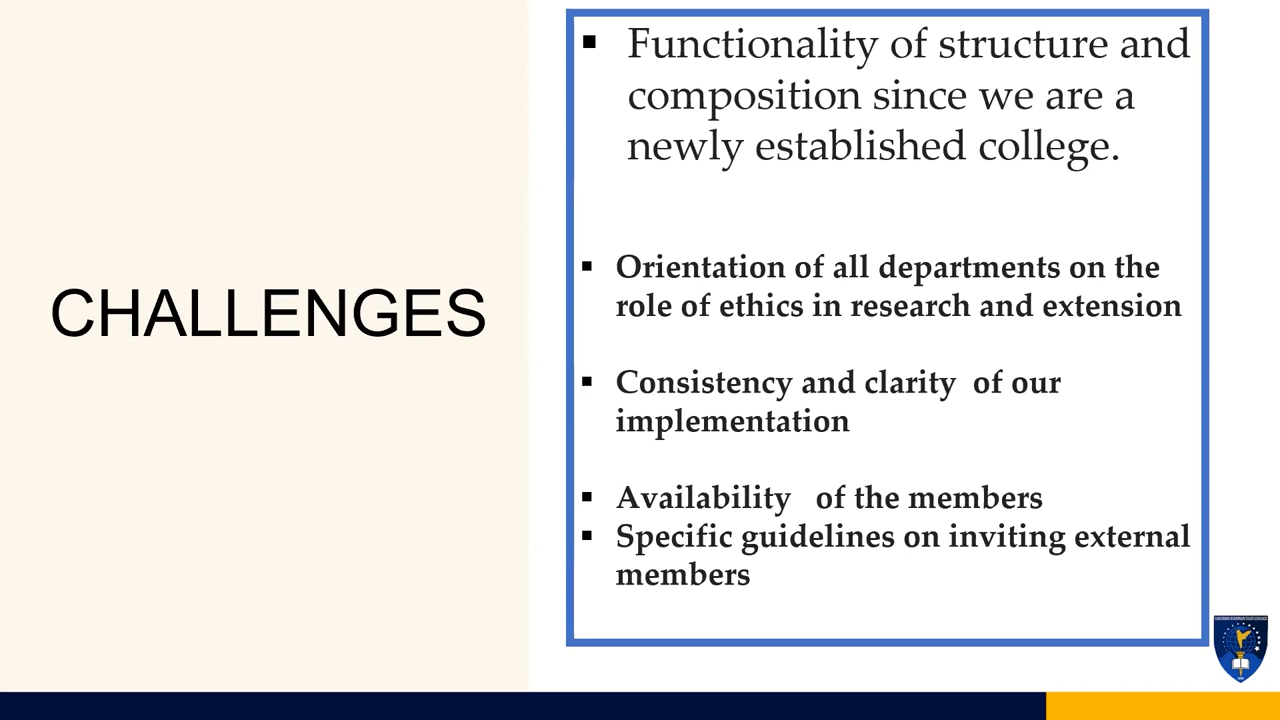 CHALLENGES
▪ Functionality of structure and
composition since we are a
newly established college.
▪ Orientation of all departments on the
role of ethics in research and extension
▪ Consistency and clarity of our
implementation
▪ Availability of the members
▪ Specific guidelines on inviting external
members